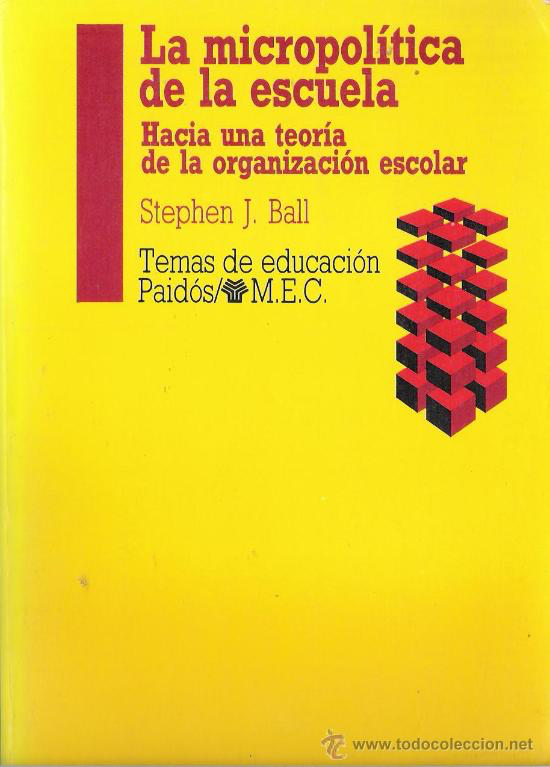 La micropolítica
de la escuela
Hacia una teoría
de la organización escolar
Stephen J. Ball
Temas de educación
Paidós/ M.E.C.
www.todocoleccion.net